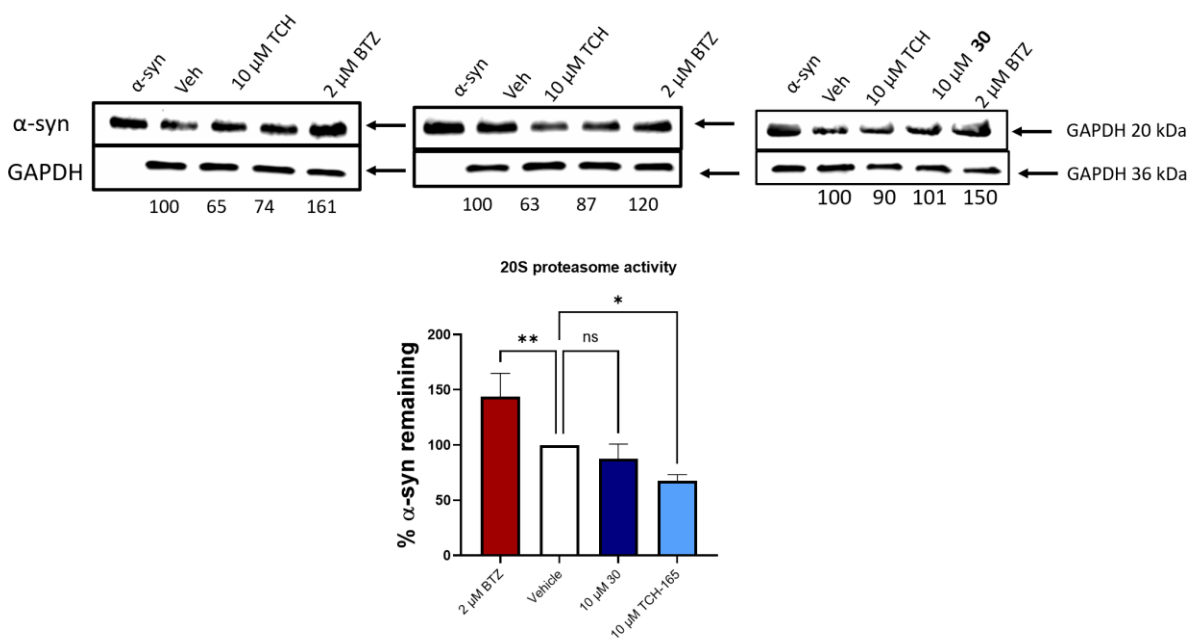 α-syn Veh 10 µM TCH 2 µM BTZ
α-syn Veh 10 µM TCH 2 µM BTZ
α-syn Veh 10 µM TCH 10 µM 30 2 µM BTZ
α-syn
GAPDH 20 kDa
GAPDH
GAPDH 36 kDa
100 65 74 161
100 63 87 120
100 90 101 150
20S proteasome activity
% α-syn remaining
200
150
100
50
0
**
ns
*
2 µM BTZ
Vehicle
10 µM 30
10 µM TCH-165